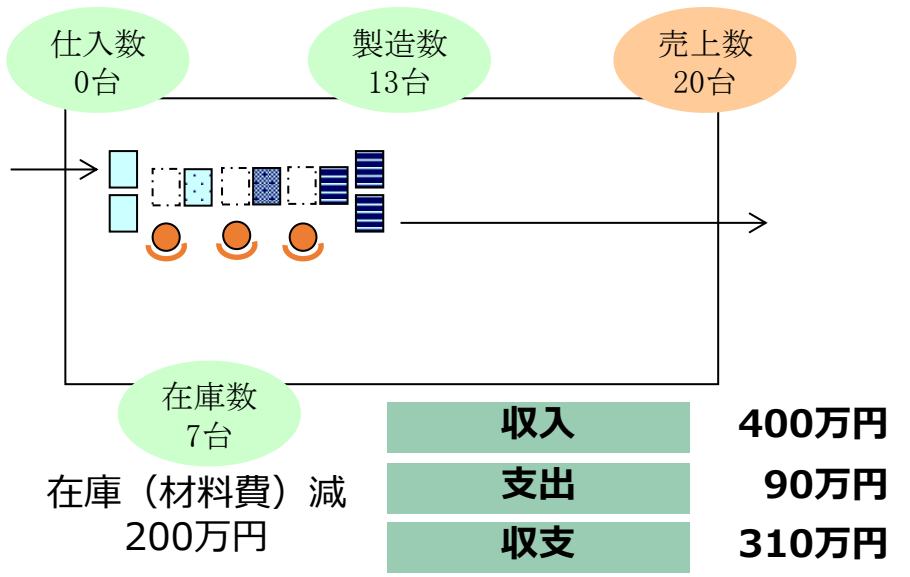 仕入数
0台
製造数
13台
売上数
20台
在庫数
7台
在庫（材料費）減
200万円
収入 400万円
支出 90万円
収支 310万円